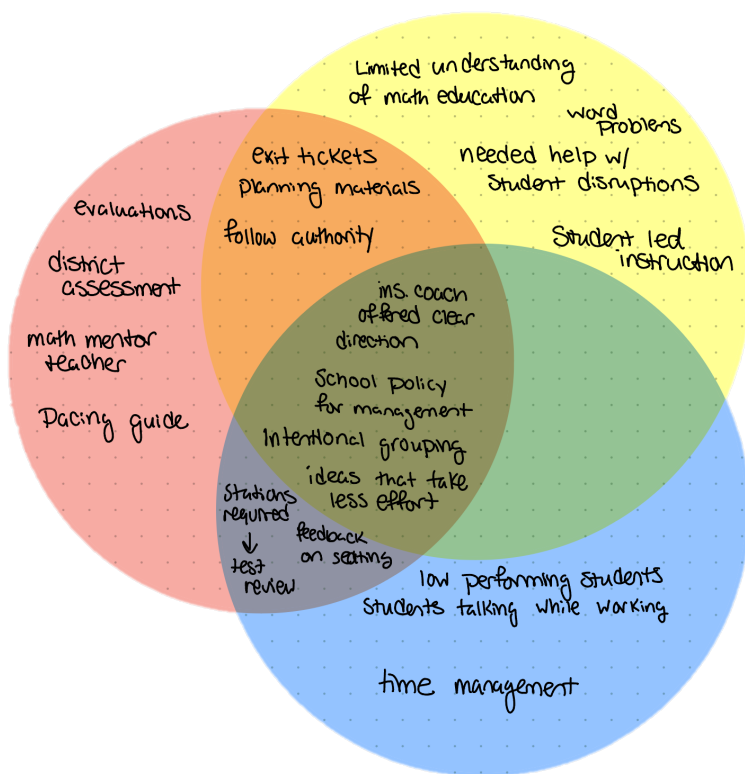 Limited understanding
of math education
word
problems
needed help w/
student disruptions
Student led
instruction
exit tickets
planning materials
follow authority
evaluations
district
assessment
math mentor
teacher
Pacing guide
ins. coach
offered clear
direction
School policy
for management
Intentional grouping
ideas that take
less effort
Stations
required
↓
test
review
feedback
on seating
low performing students
Students talking while working
time management